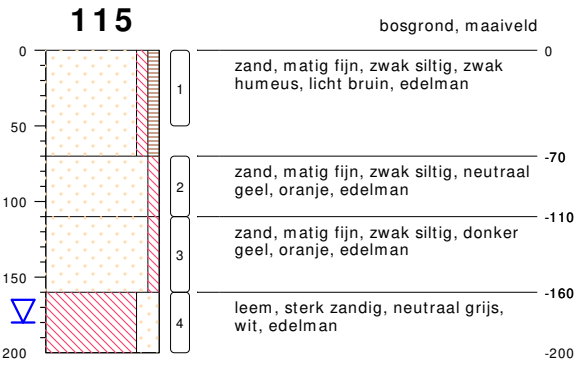 115
bosgrond, maaiveld
0
0
zand, matig fijn, zwak siltig, zwak
humeus, licht bruin, edelman
1
50
-70
zand, matig fijn, zwak siltig, neutraal
geel, oranje, edelman
2
100
-110
zand, matig fijn, zwak siltig, donker
geel, oranje, edelman
3
150
-160
leem, sterk zandig, neutraal grijs,
wit, edelman
4
200
-200